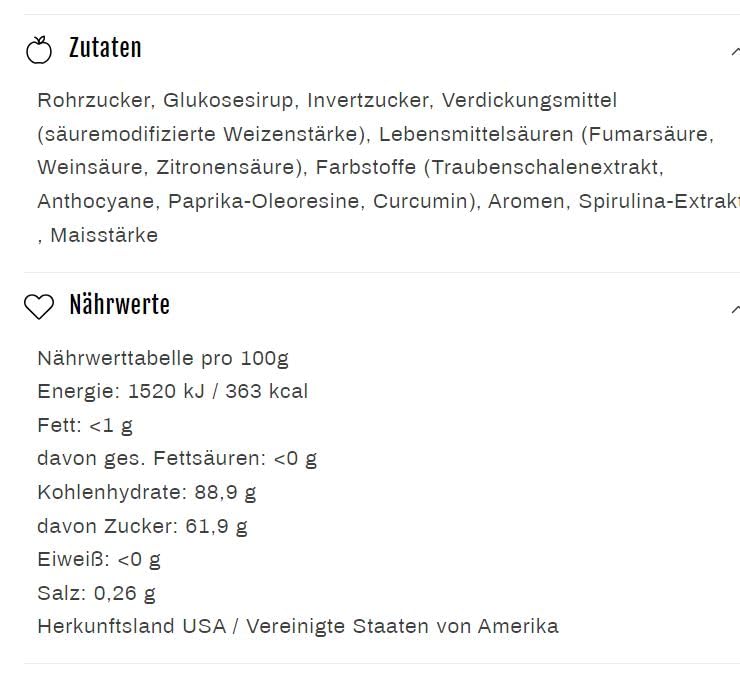 Zutaten
Rohrzucker, Glukosesirup, Invertzucker, Verdickungsmittel
(säuremodifizierte Weizenstärke), Lebensmittelsäuren (Fumarsäure,
Weinsäure, Zitronensäure), Farbstoffe (Traubenschalenextrakt,
Anthocyane, Paprika-Oleoresine, Curcumin), Aromen, Spirulina-Extrakt
, Maisstärke
Nährwerte
Nährwerttabelle pro 100g
Energie: 1520 kJ / 363 kcal
Fett: <1 g
davon ges. Fettsäuren: <0 g
Kohlenhydrate: 88,9 g
davon Zucker: 61,9 g
Eiweiß: <0 g
Salz: 0,26 g
Herkunftsland USA / Vereinigte Staaten von Amerika